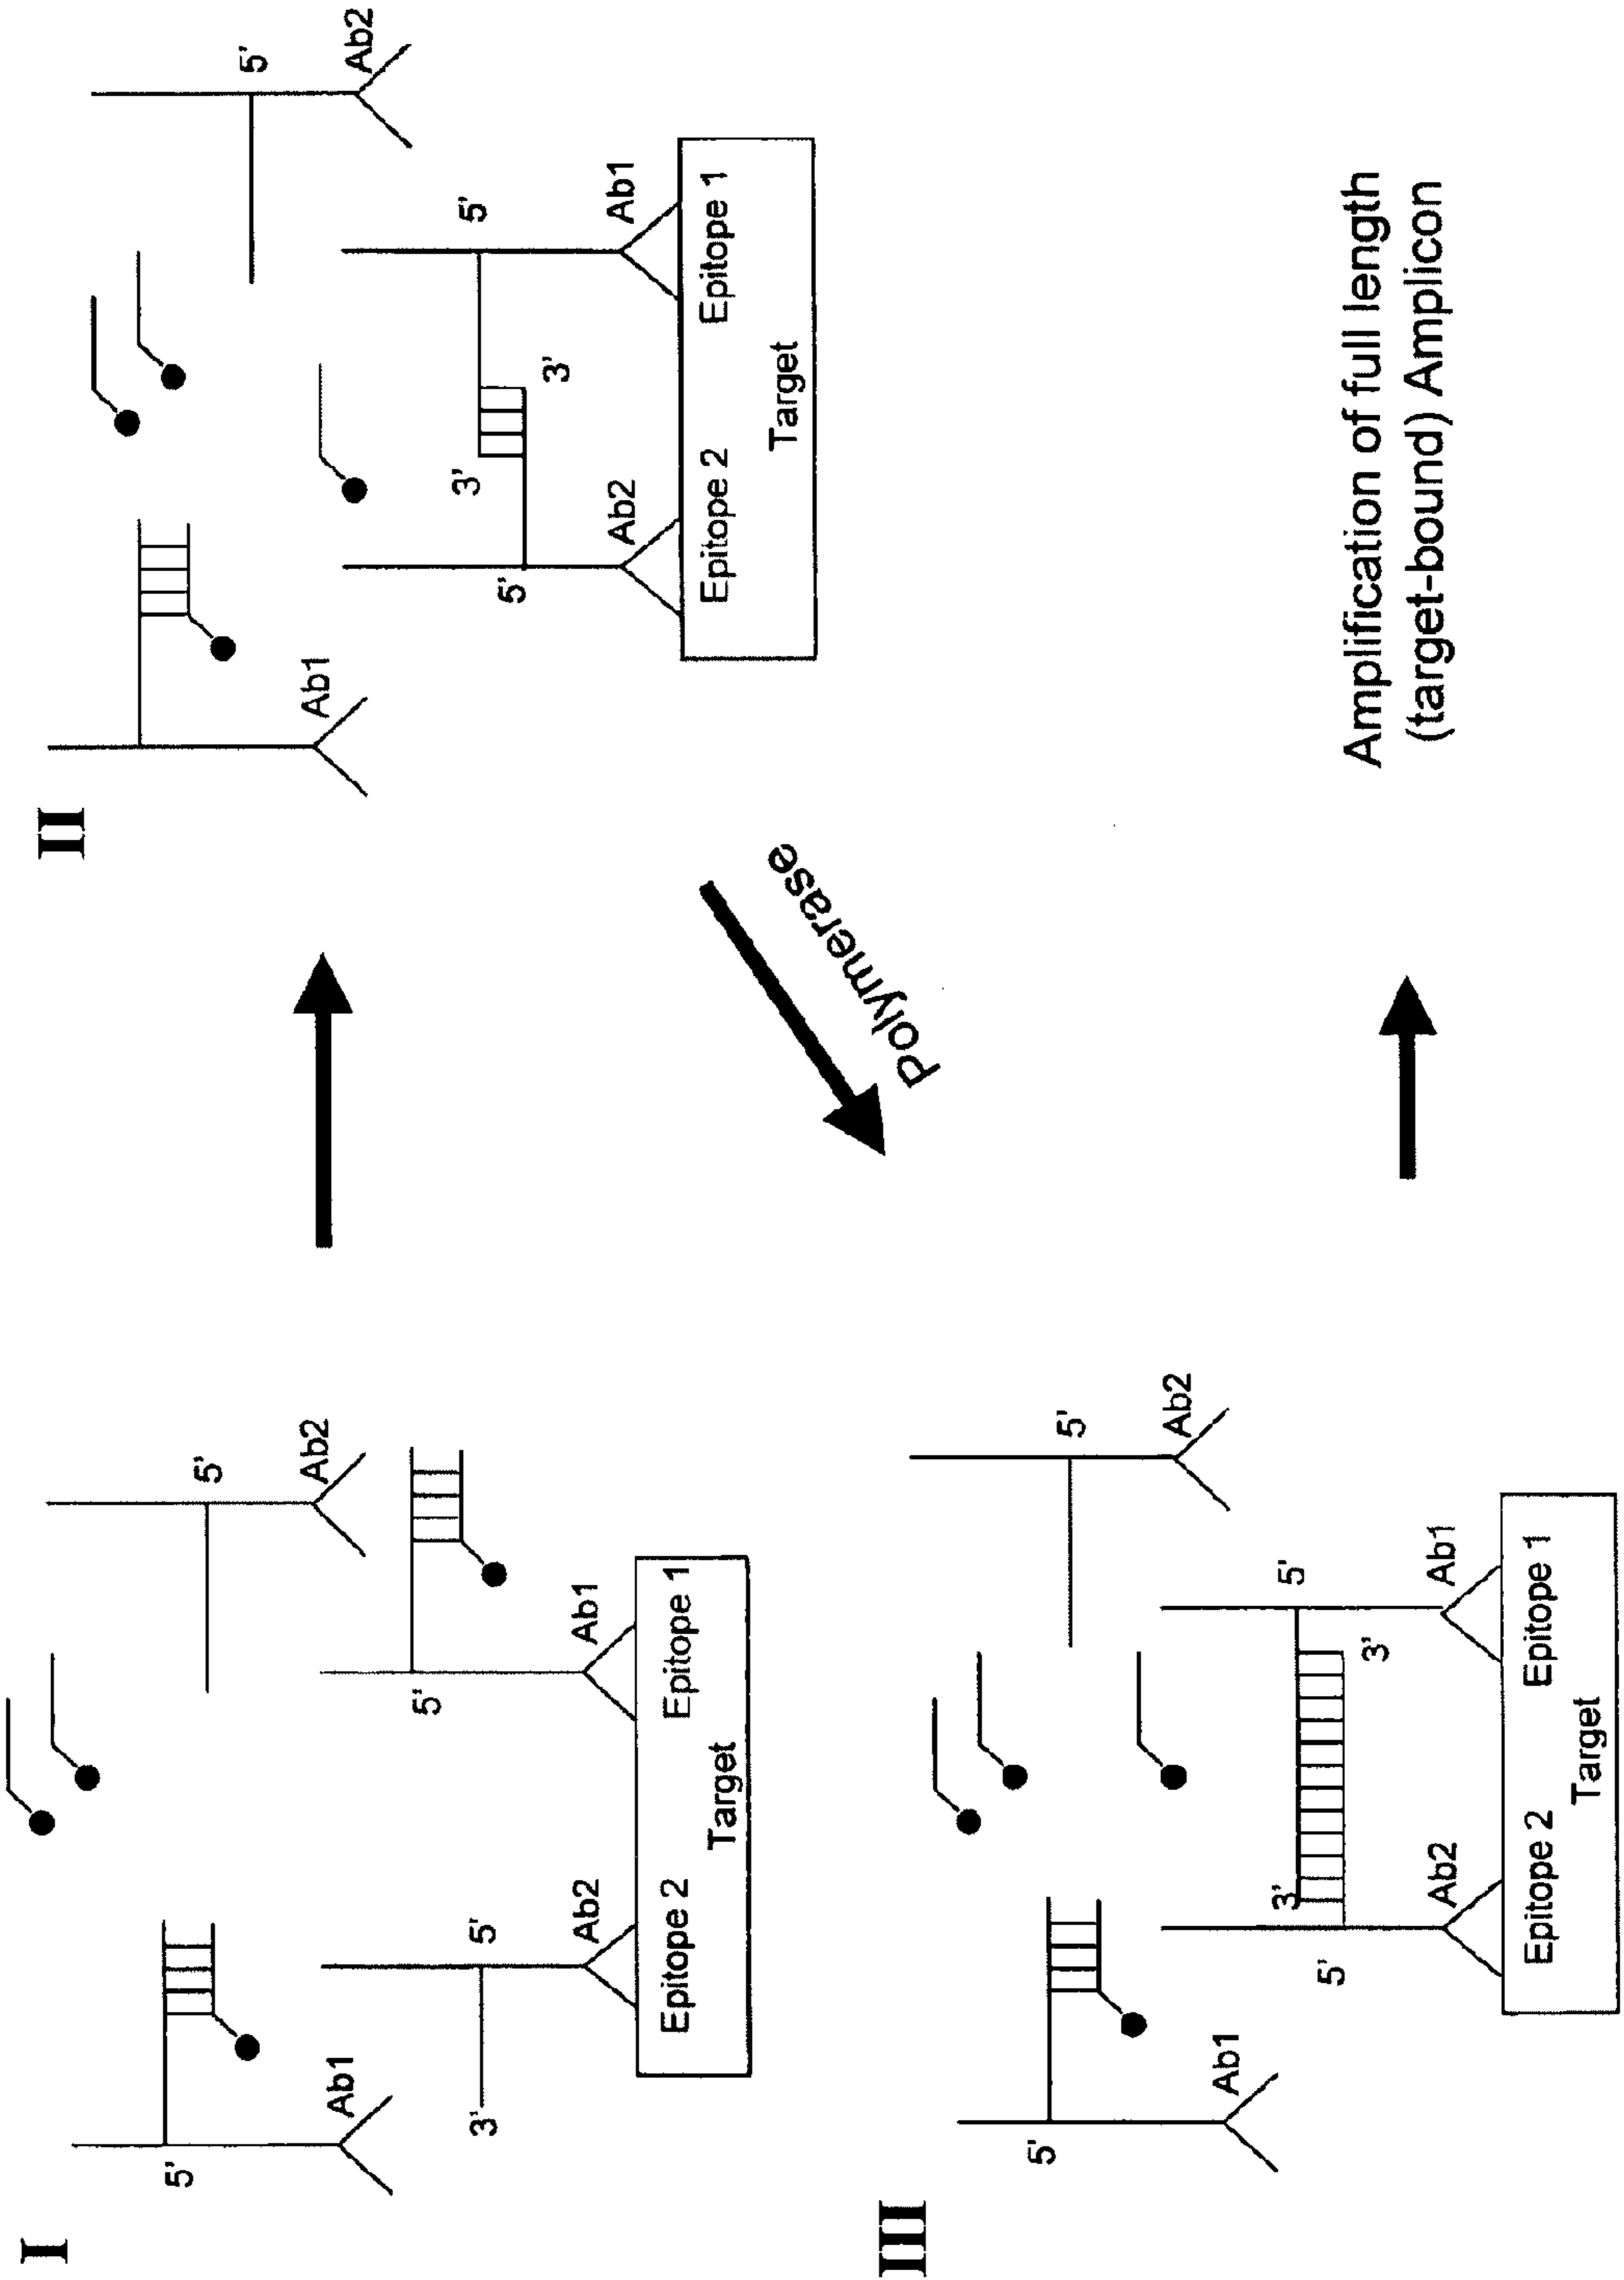 I
5'
Ab1
3'
5'
Ab2
5'
Ab1
5'
Ab2
Epitope 2
Epitope 1
Target
II
Ab1
3'
3'
5'
5'
5'
Ab2
Ab1
Ab2
Epitope 2
Epitope 1
Target
Polymerase
III
5'
Ab1
3'
3'
5'
5'
5'
Ab2
Ab1
Ab2
Epitope 2
Epitope 1
Target
Amplification of full length
(target-bound) Amplicon